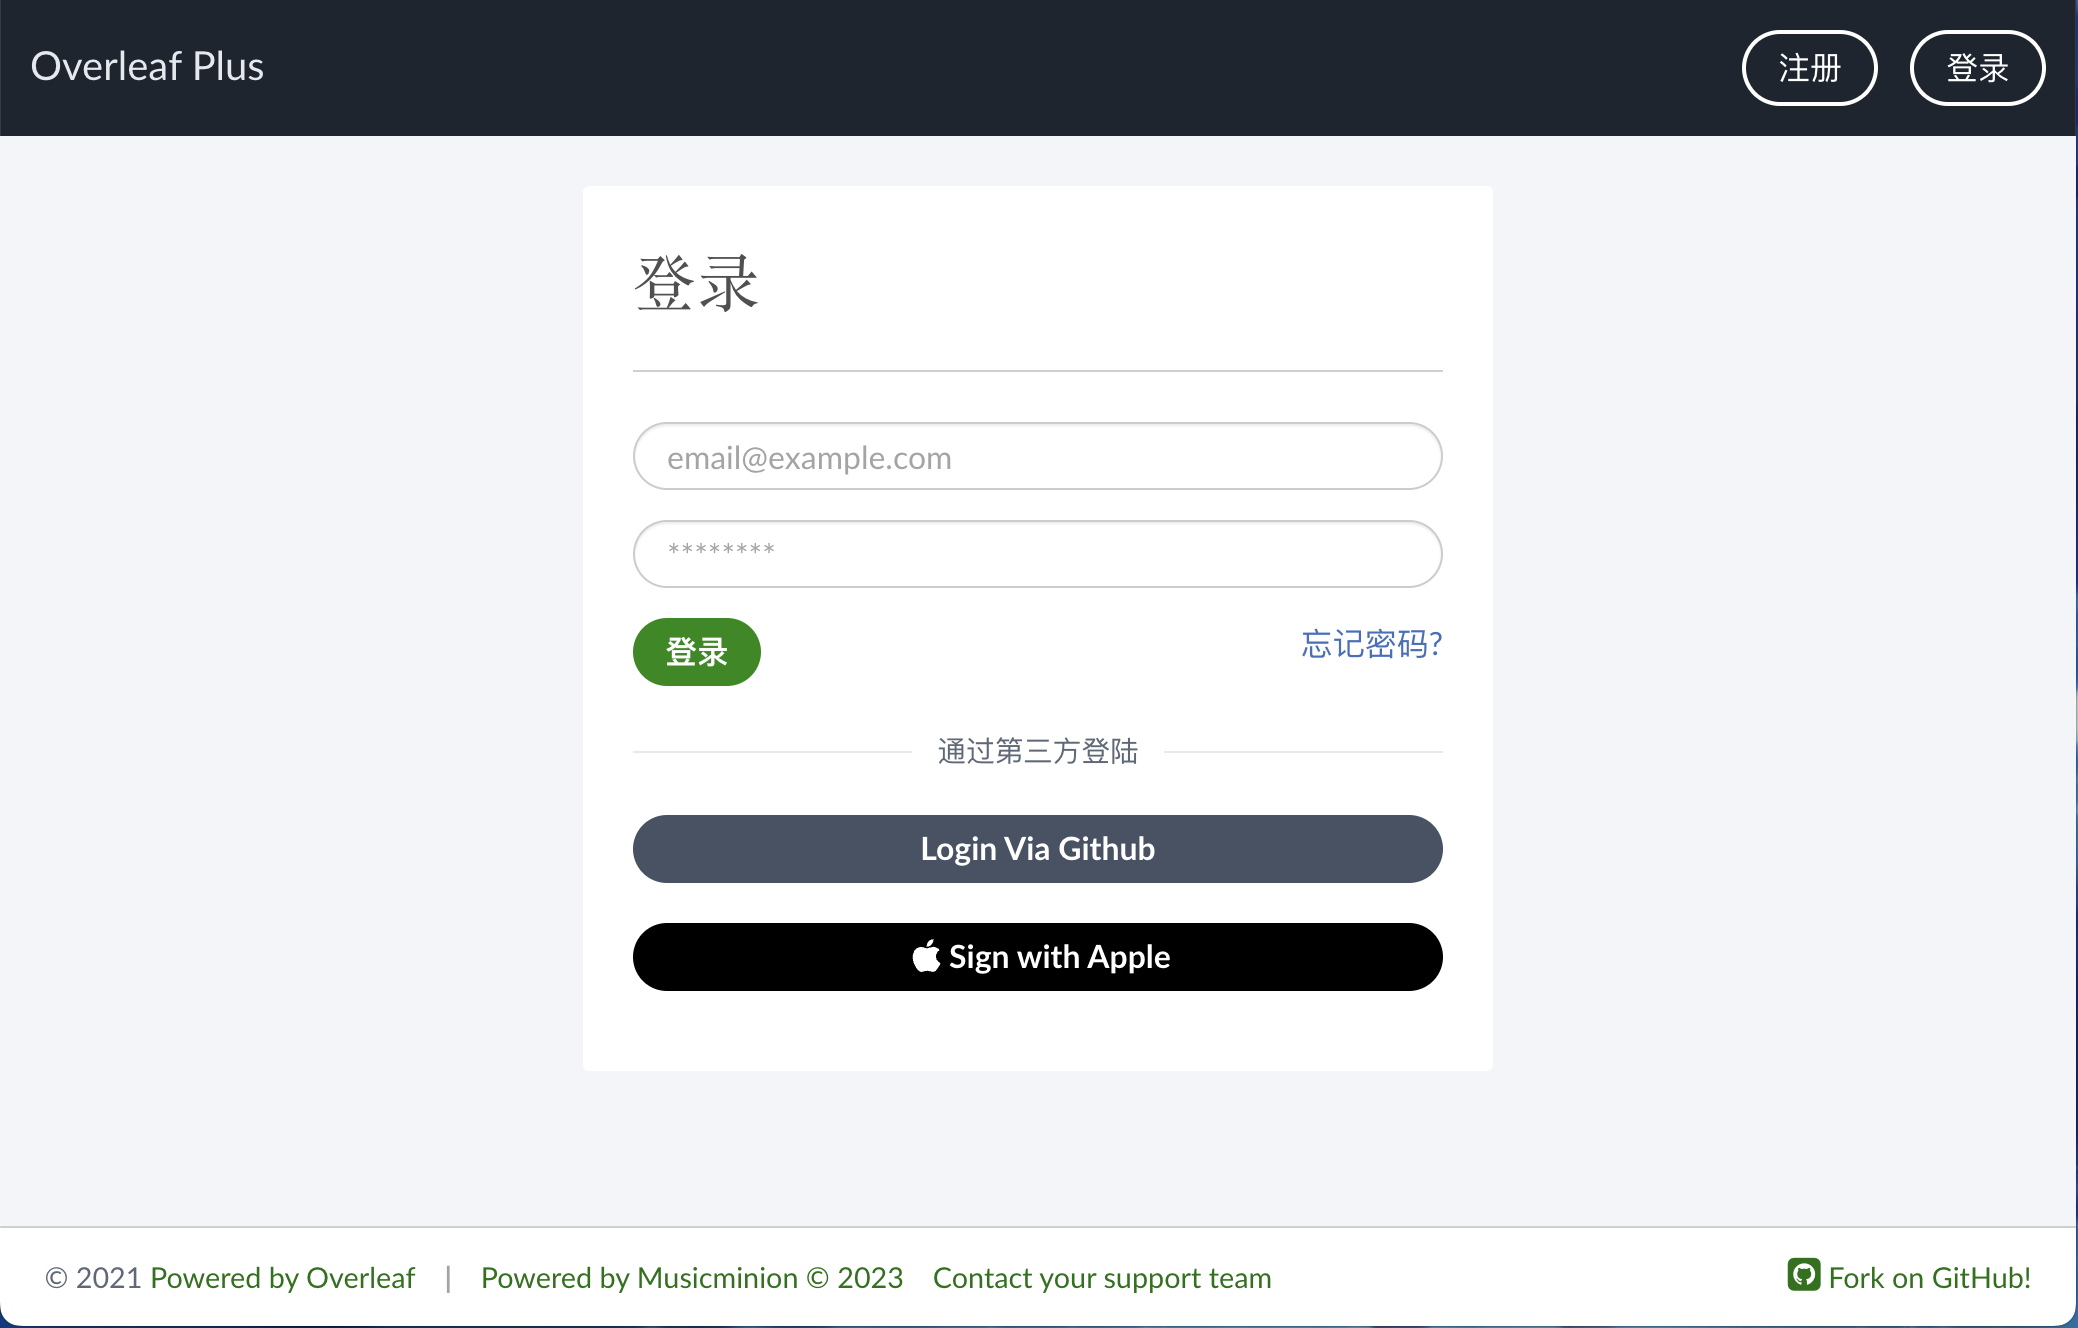 Overleaf Plus 注册 登录
登录
email@example.com
********
登录 忘记密码?
通过第三方登陆
Login Via Github
Sign with Apple
© 2021 Powered by Overleaf | Powered by Musicminion © 2023 Contact your support team Fork on GitHub!